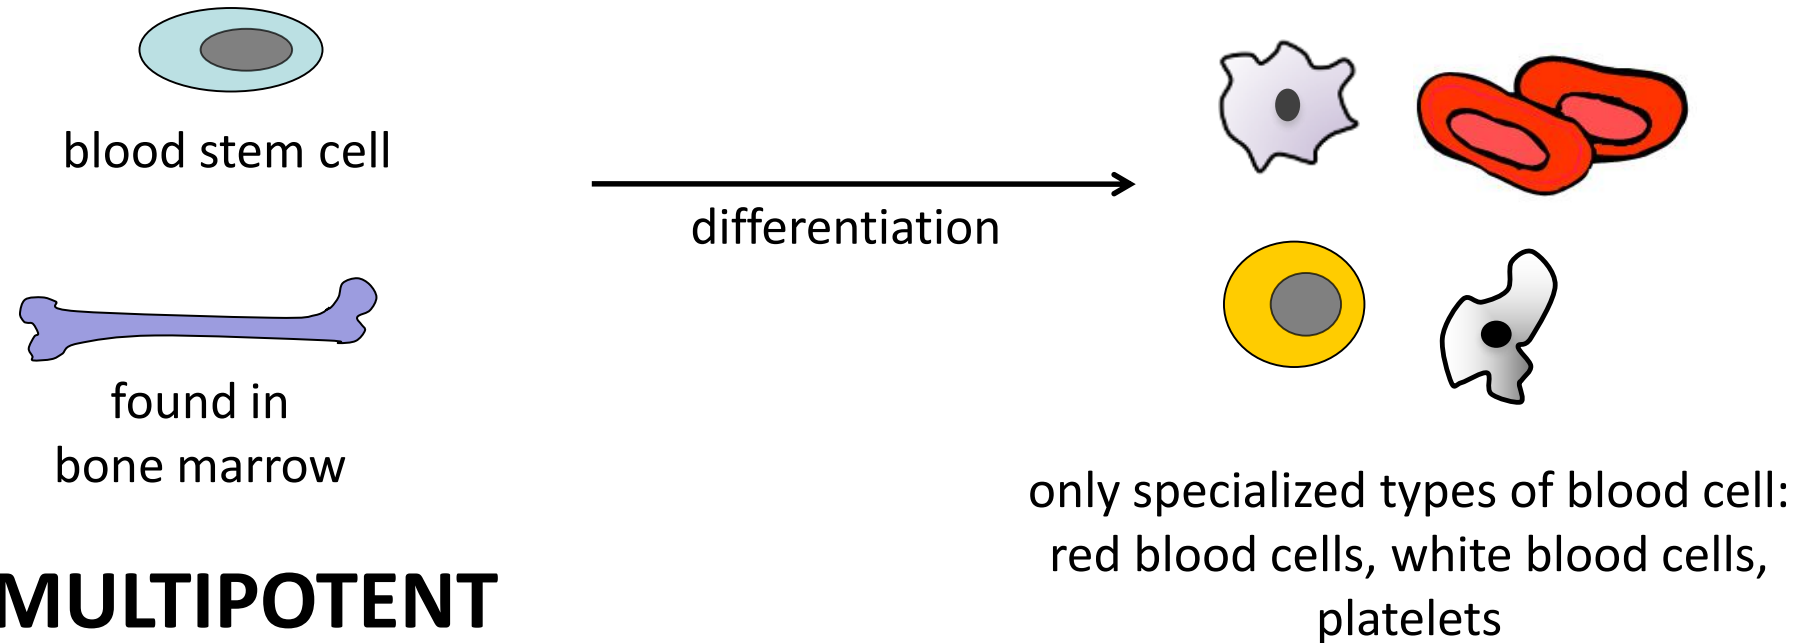 blood stem cell
differentiation
found in
bone marrow
only specialized types of blood cell:
red blood cells, white blood cells,
platelets
MULTIPOTENT